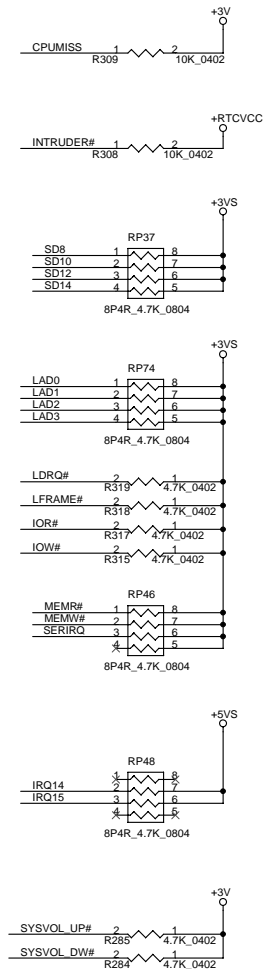 +3V
CPUMISS 1 2
R309 10K_0402
+RTCVCC
INTRUDER# 1 2
R308 10K_0402
+3VS
RP37
SD8 1 8
SD10 2 7
SD12 3 6
SD14 4 5
8P4R_4.7K_0804
+3VS
RP74
LAD0 1 8
LAD1 2 7
LAD2 3 6
LAD3 4 5
8P4R_4.7K_0804
LDRQ# 2 1
R319 4.7K_0402
LFRAME# 2 1
R318 4.7K_0402
IOR# 2 1
R317 4.7K_0402
IOW# 2 1
R315 4.7K_0402
RP46
MEMR# 1 8
MEMW# 2 7
SERIRQ 3 6
4 5
8P4R_4.7K_0804
+5VS
RP48
1 8
IRQ14 2 7
IRQ15 3 6
4 5
8P4R_4.7K_0804
+3V
SYSVOL_UP# 2 1
R285 4.7K_0402
SYSVOL_DW# 2 1
R284 4.7K_0402